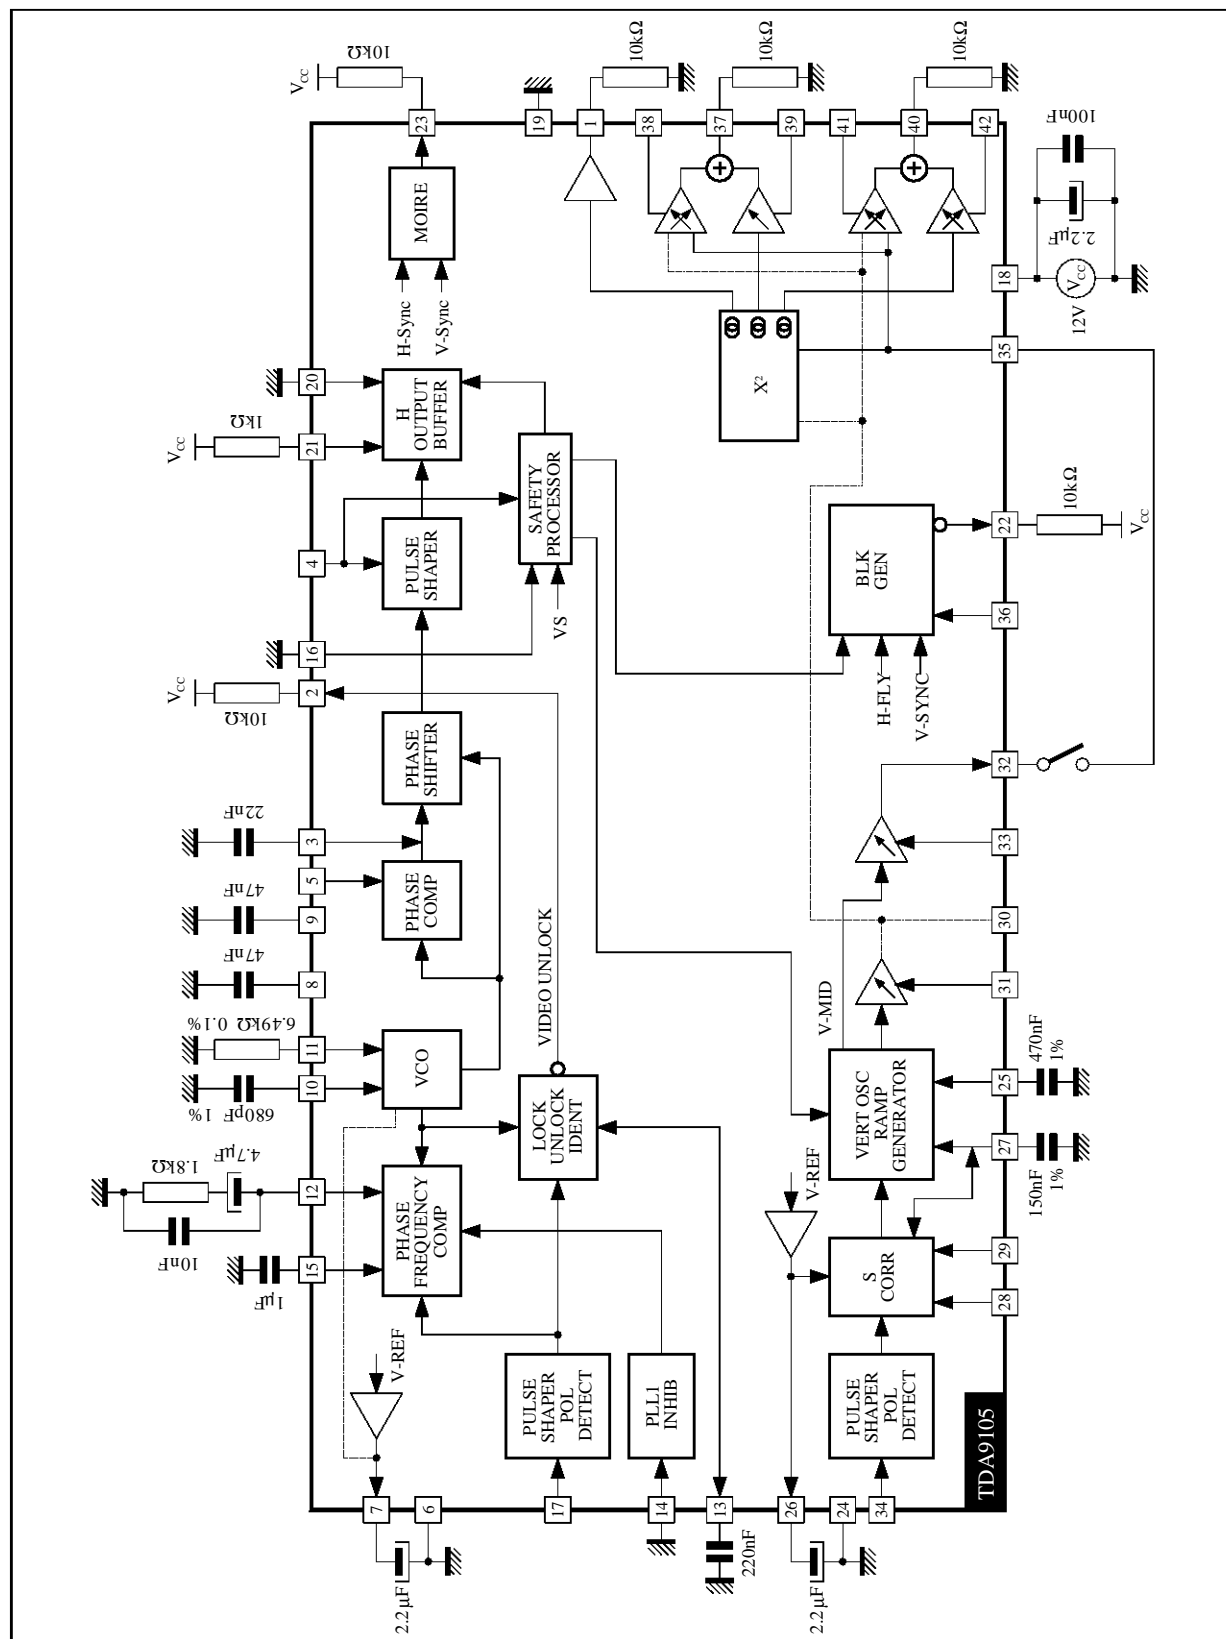 V-REF
7
6
2.2µF
1µF
15
10nF
1.8kΩ
4.7µF
12
680pF 1%
10
6.49kΩ 0.1%
11
47nF
8
47nF
9
5
22nF
3
10kΩ
VCC
2
16
4
VCC
1kΩ
21
20
VCC
10kΩ
23
PHASE
FREQUENCY
COMP
VCO
PHASE
COMP
PHASE
SHIFTER
PULSE
SHAPER
H
OUTPUT
BUFFER
H-Sync
V-Sync
MOIRE
19
17
PULSE
SHAPER
POL
DETECT
LOCK
UNLOCK
IDENT
VIDEO UNLOCK
VS
SAFETY
PROCESSOR
1
10kΩ
14
PLL1
INHIB
38
13
220nF
X²
37
10kΩ
39
26
V-REF
V-MID
41
24
2.2µF
34
PULSE
SHAPER
POL
DETECT
S
CORR
VERT OSC
RAMP
GENERATOR
H-FLY
V-SYNC
BLK
GEN
40
10kΩ
42
TDA9105
28
29
27
150nF
1%
25
470nF
1%
31
30
33
32
36
22
10kΩ
VCC
35
18
12V
VCC
2.2µF
100nF